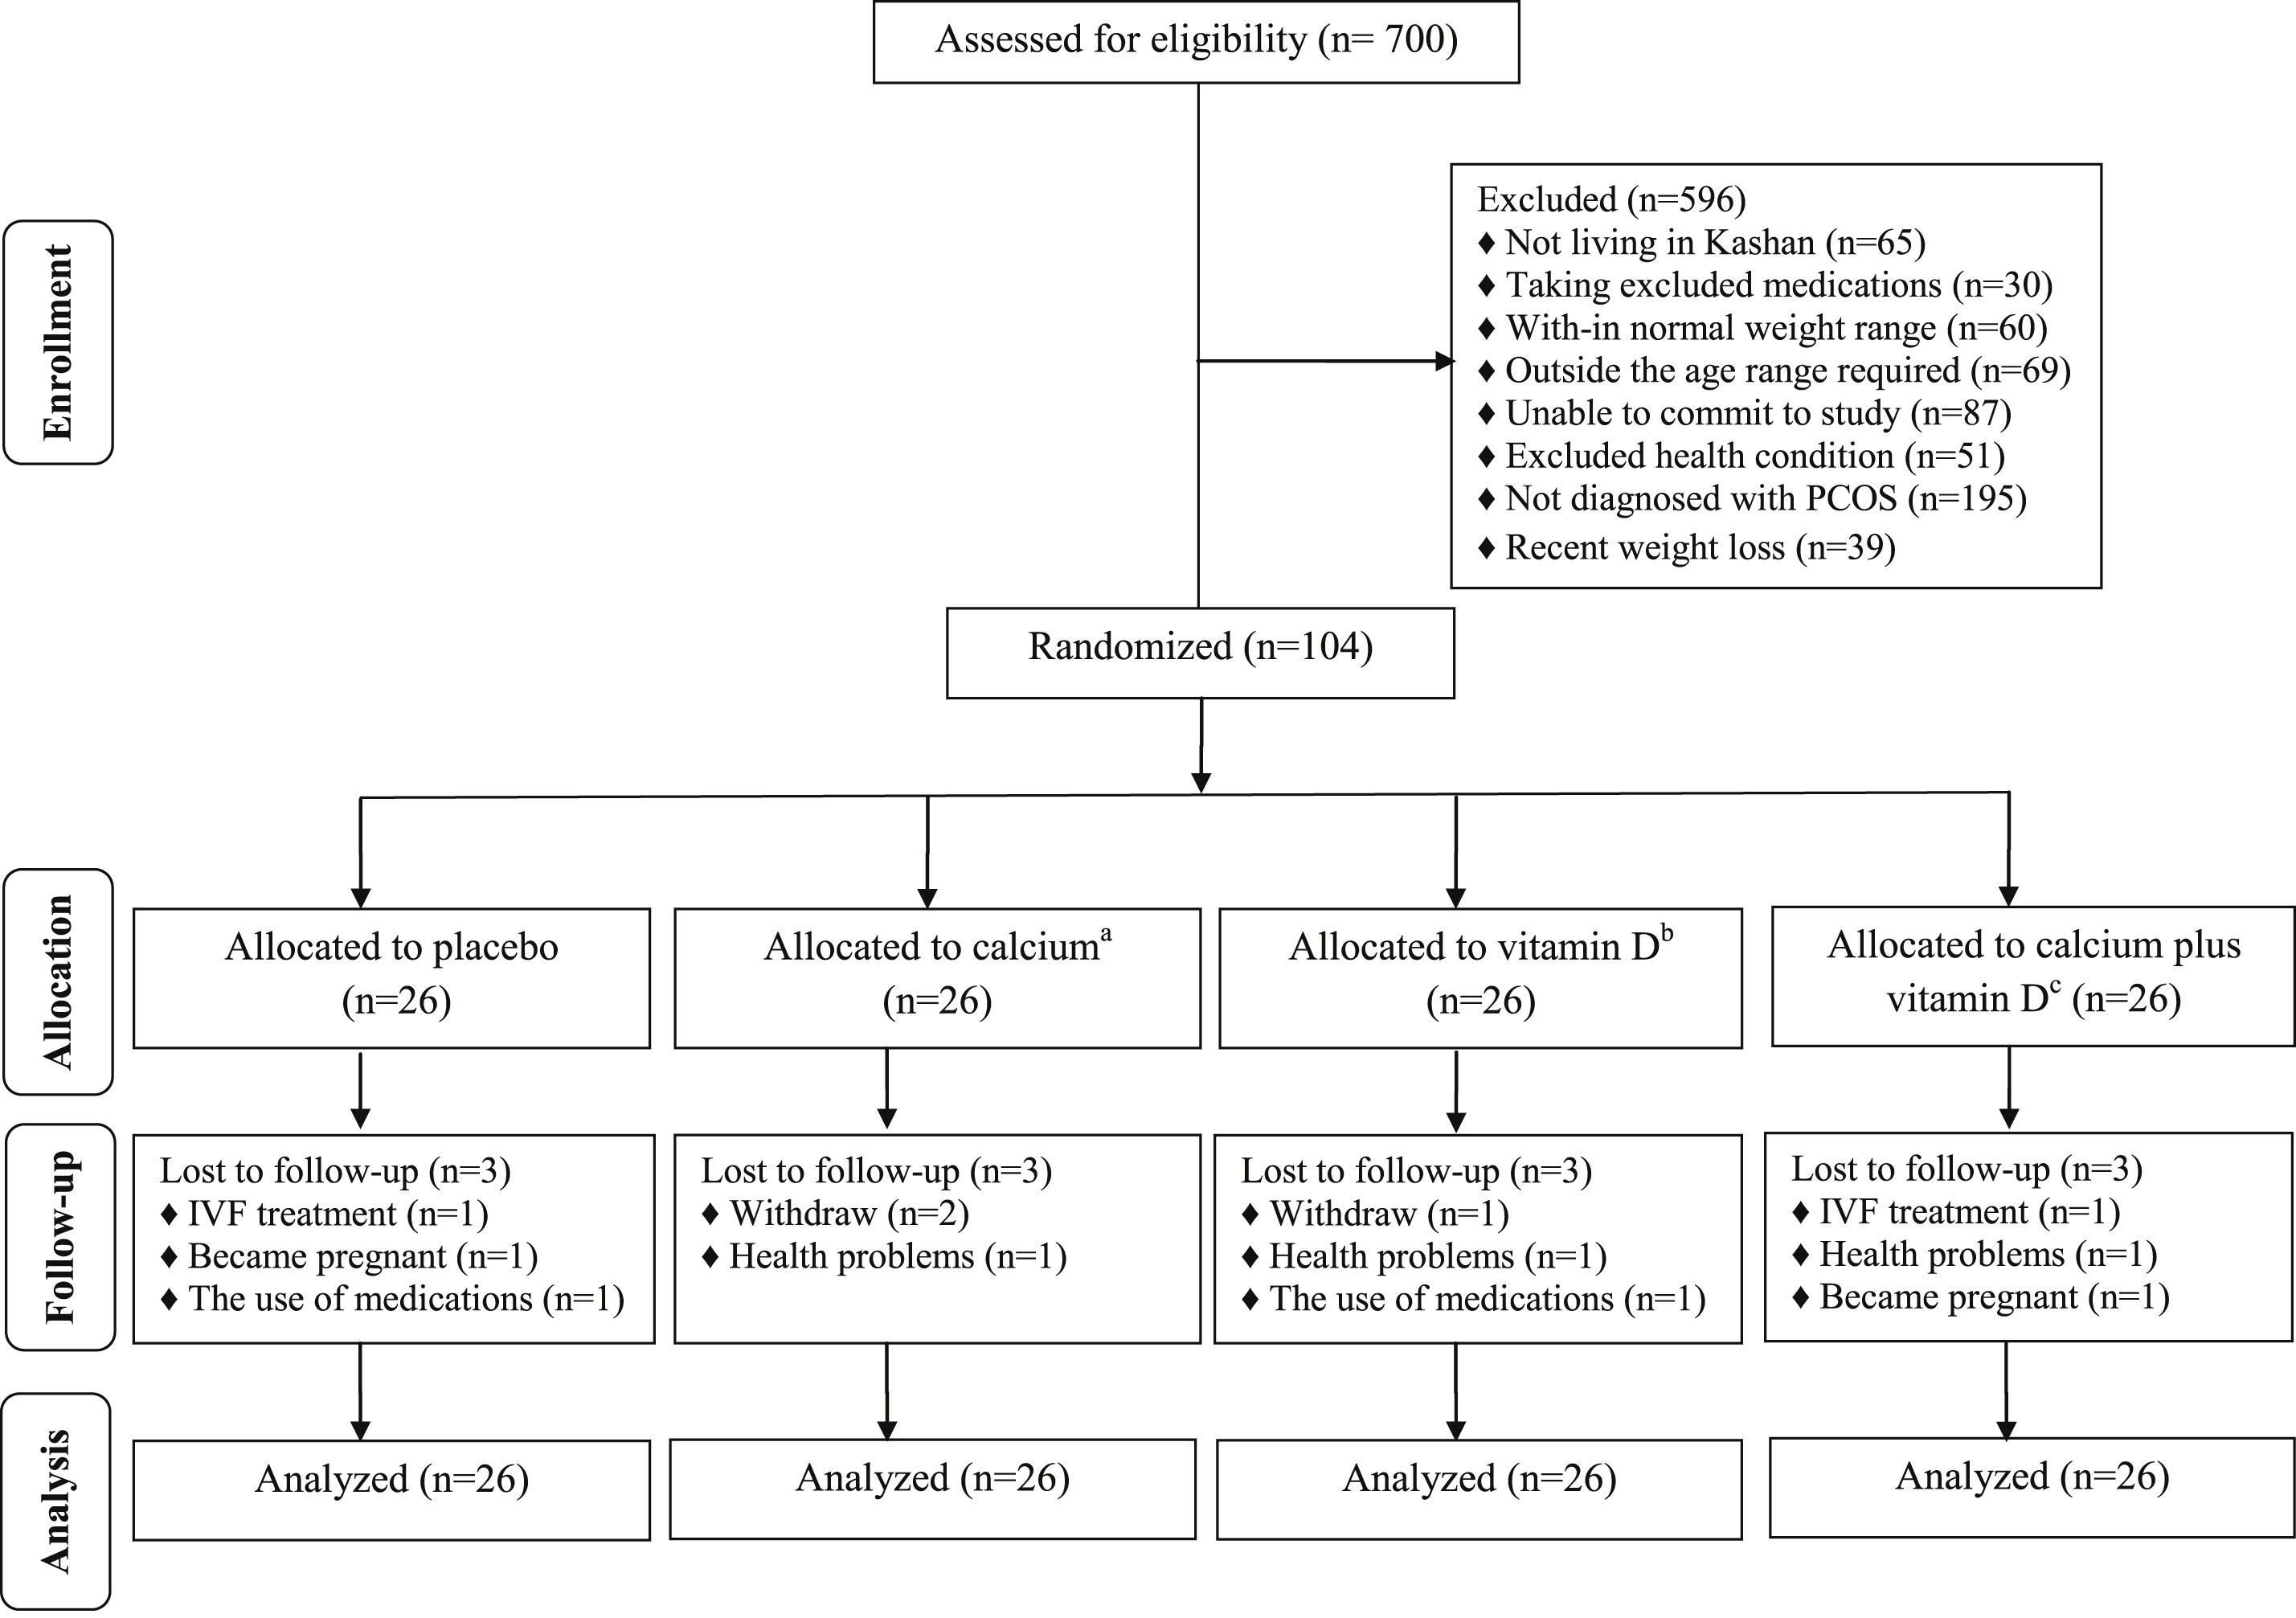 Assessed for eligibility (n= 700)
Enrollment
Excluded (n=596)
♦ Not living in Kashan (n=65)
♦ Taking excluded medications (n=30)
♦ With-in normal weight range (n=60)
♦ Outside the age range required (n=69)
♦ Unable to commit to study (n=87)
♦ Excluded health condition (n=51)
♦ Not diagnosed with PCOS (n=195)
♦ Recent weight loss (n=39)
Randomized (n=104)
Allocation
Allocated to placebo
(n=26)
Allocated to calciumᵃ
(n=26)
Allocated to vitamin Dᵇ
(n=26)
Allocated to calcium plus
vitamin Dᶜ (n=26)
Follow-up
Lost to follow-up (n=3)
♦ IVF treatment (n=1)
♦ Became pregnant (n=1)
♦ The use of medications (n=1)
Lost to follow-up (n=3)
♦ Withdraw (n=2)
♦ Health problems (n=1)
Lost to follow-up (n=3)
♦ Withdraw (n=1)
♦ Health problems (n=1)
♦ The use of medications (n=1)
Lost to follow-up (n=3)
♦ IVF treatment (n=1)
♦ Health problems (n=1)
♦ Became pregnant (n=1)
Analysis
Analyzed (n=26)
Analyzed (n=26)
Analyzed (n=26)
Analyzed (n=26)